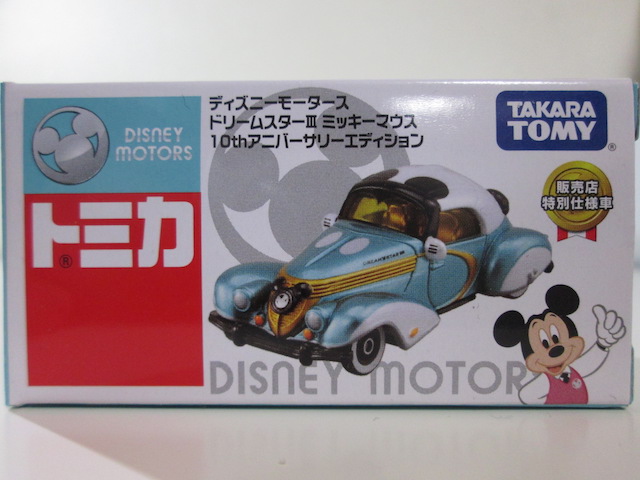 DISNEY
MOTORS
トミカ
®
ディズニーモータース
ドリームスターⅢ ミッキーマウス
10thアニバーサリーエディション
TAKARA
TOMY
®
販売店
特別仕様車
DREAM STAR III
DISNEY MOTOR